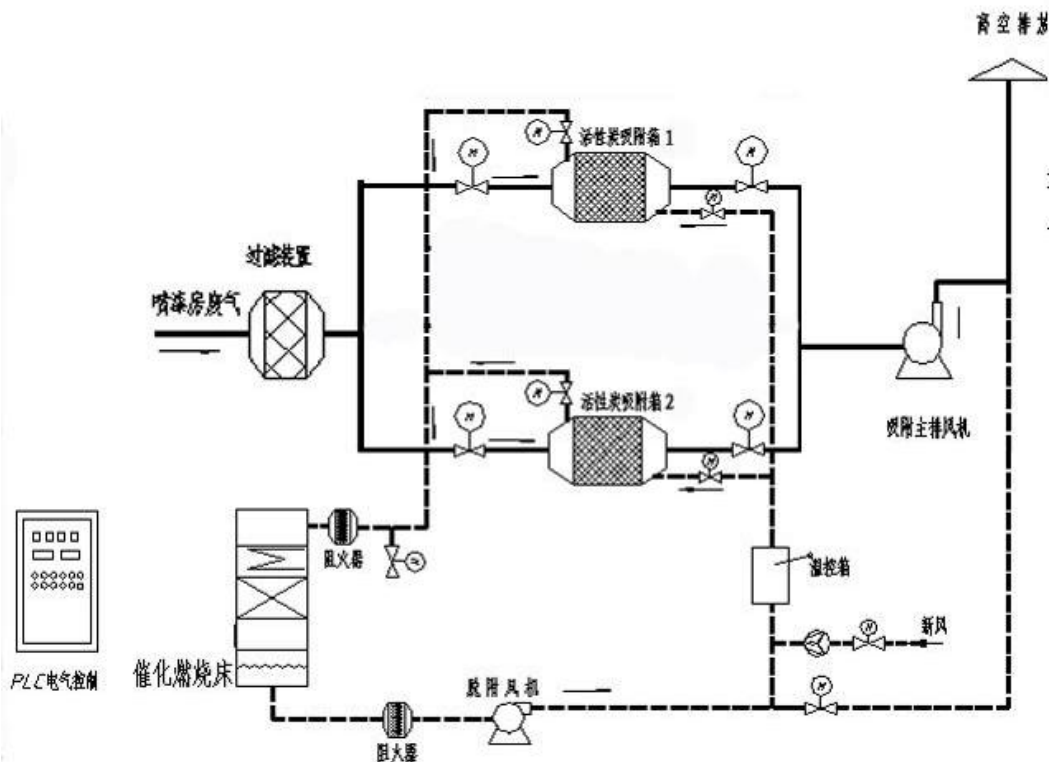 高空排放
活性炭吸附箱1
过滤装置
喷漆房废气
活性炭吸附箱2
吸附主排风机
阻火器
温控箱
新风
催化燃烧床
PLC电气控制
脱附风机
阻火器
M
M
M
M
M
M
M
M
M
M